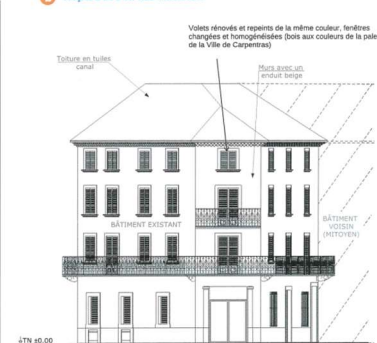 Volets rénovés et repeints de la même couleur, fenêtres
changées et homogénéisées (bois aux couleurs de la pale
de la Ville de Carpentras)
Toiture en tuiles
canal
Murs avec un
enduit beige
BÂTIMENT EXISTANT
BÂTIMENT
VOISIN
(MITOYEN)
TN ±0.00